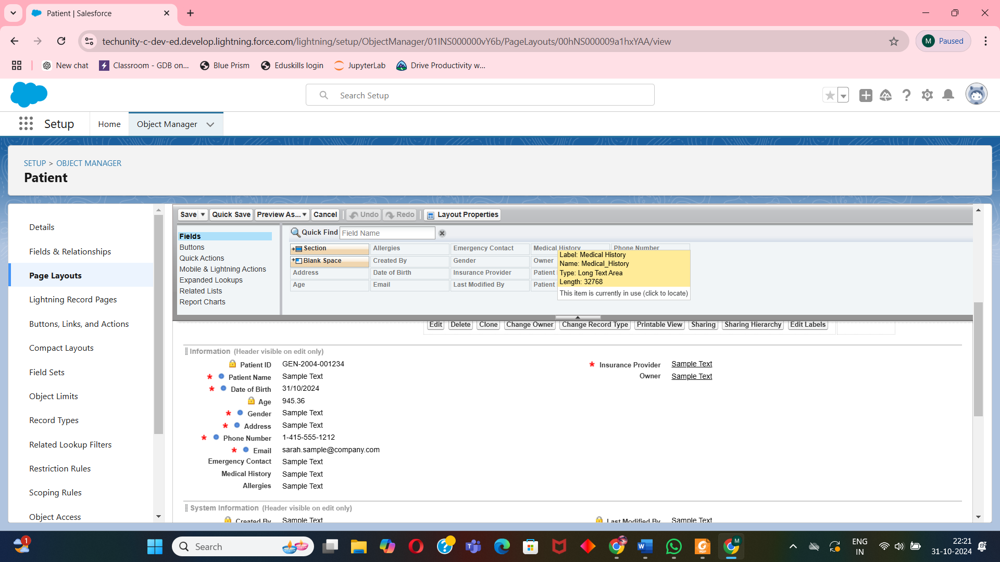 Patient | Salesforce
techunity-c-dev-ed.develop.lightning.force.com/lightning/setup/ObjectManager/01INS000000vY6b/PageLayouts/00hNS000009a1hxYAA/view
M Paused
New chat
Classroom - GDB on...
Blue Prism
Eduskills login
JupyterLab
Drive Productivity w...
Search Setup
Setup
Home
Object Manager
SETUP > OBJECT MANAGER
Patient
Details
Fields & Relationships
Page Layouts
Lightning Record Pages
Buttons, Links, and Actions
Compact Layouts
Field Sets
Object Limits
Record Types
Related Lookup Filters
Restriction Rules
Scoping Rules
Object Access
Save Quick Save Preview As... Cancel Undo Redo Layout Properties
Fields
Buttons
Quick Actions
Mobile & Lightning Actions
Expanded Lookups
Related Lists
Report Charts
Quick Find Field Name
Section Allergies Emergency Contact Medical History Phone Number
Blank Space Created By Gender Owner
Address Date of Birth Insurance Provider Patient
Age Email Last Modified By Patient
Label: Medical History
Name: Medical_History
Type: Long Text Area
Length: 32768
This item is currently in use (click to locate)
Edit Delete Clone Change Owner Change Record Type Printable View Sharing Sharing Hierarchy Edit Labels
Information (Header visible on edit only)
Patient ID GEN-2004-001234
* Patient Name Sample Text
* Date of Birth 31/10/2024
Age 945.36
* Gender Sample Text
* Address Sample Text
* Phone Number 1-415-555-1212
* Email sarah.sample@company.com
Emergency Contact Sample Text
Medical History Sample Text
Allergies Sample Text
* Insurance Provider Sample Text
Owner Sample Text
System Information (Header visible on edit only)
Created By Sample Text
Last Modified By Sample Text
1
Search
ENG
IN
22:21
31-10-2024